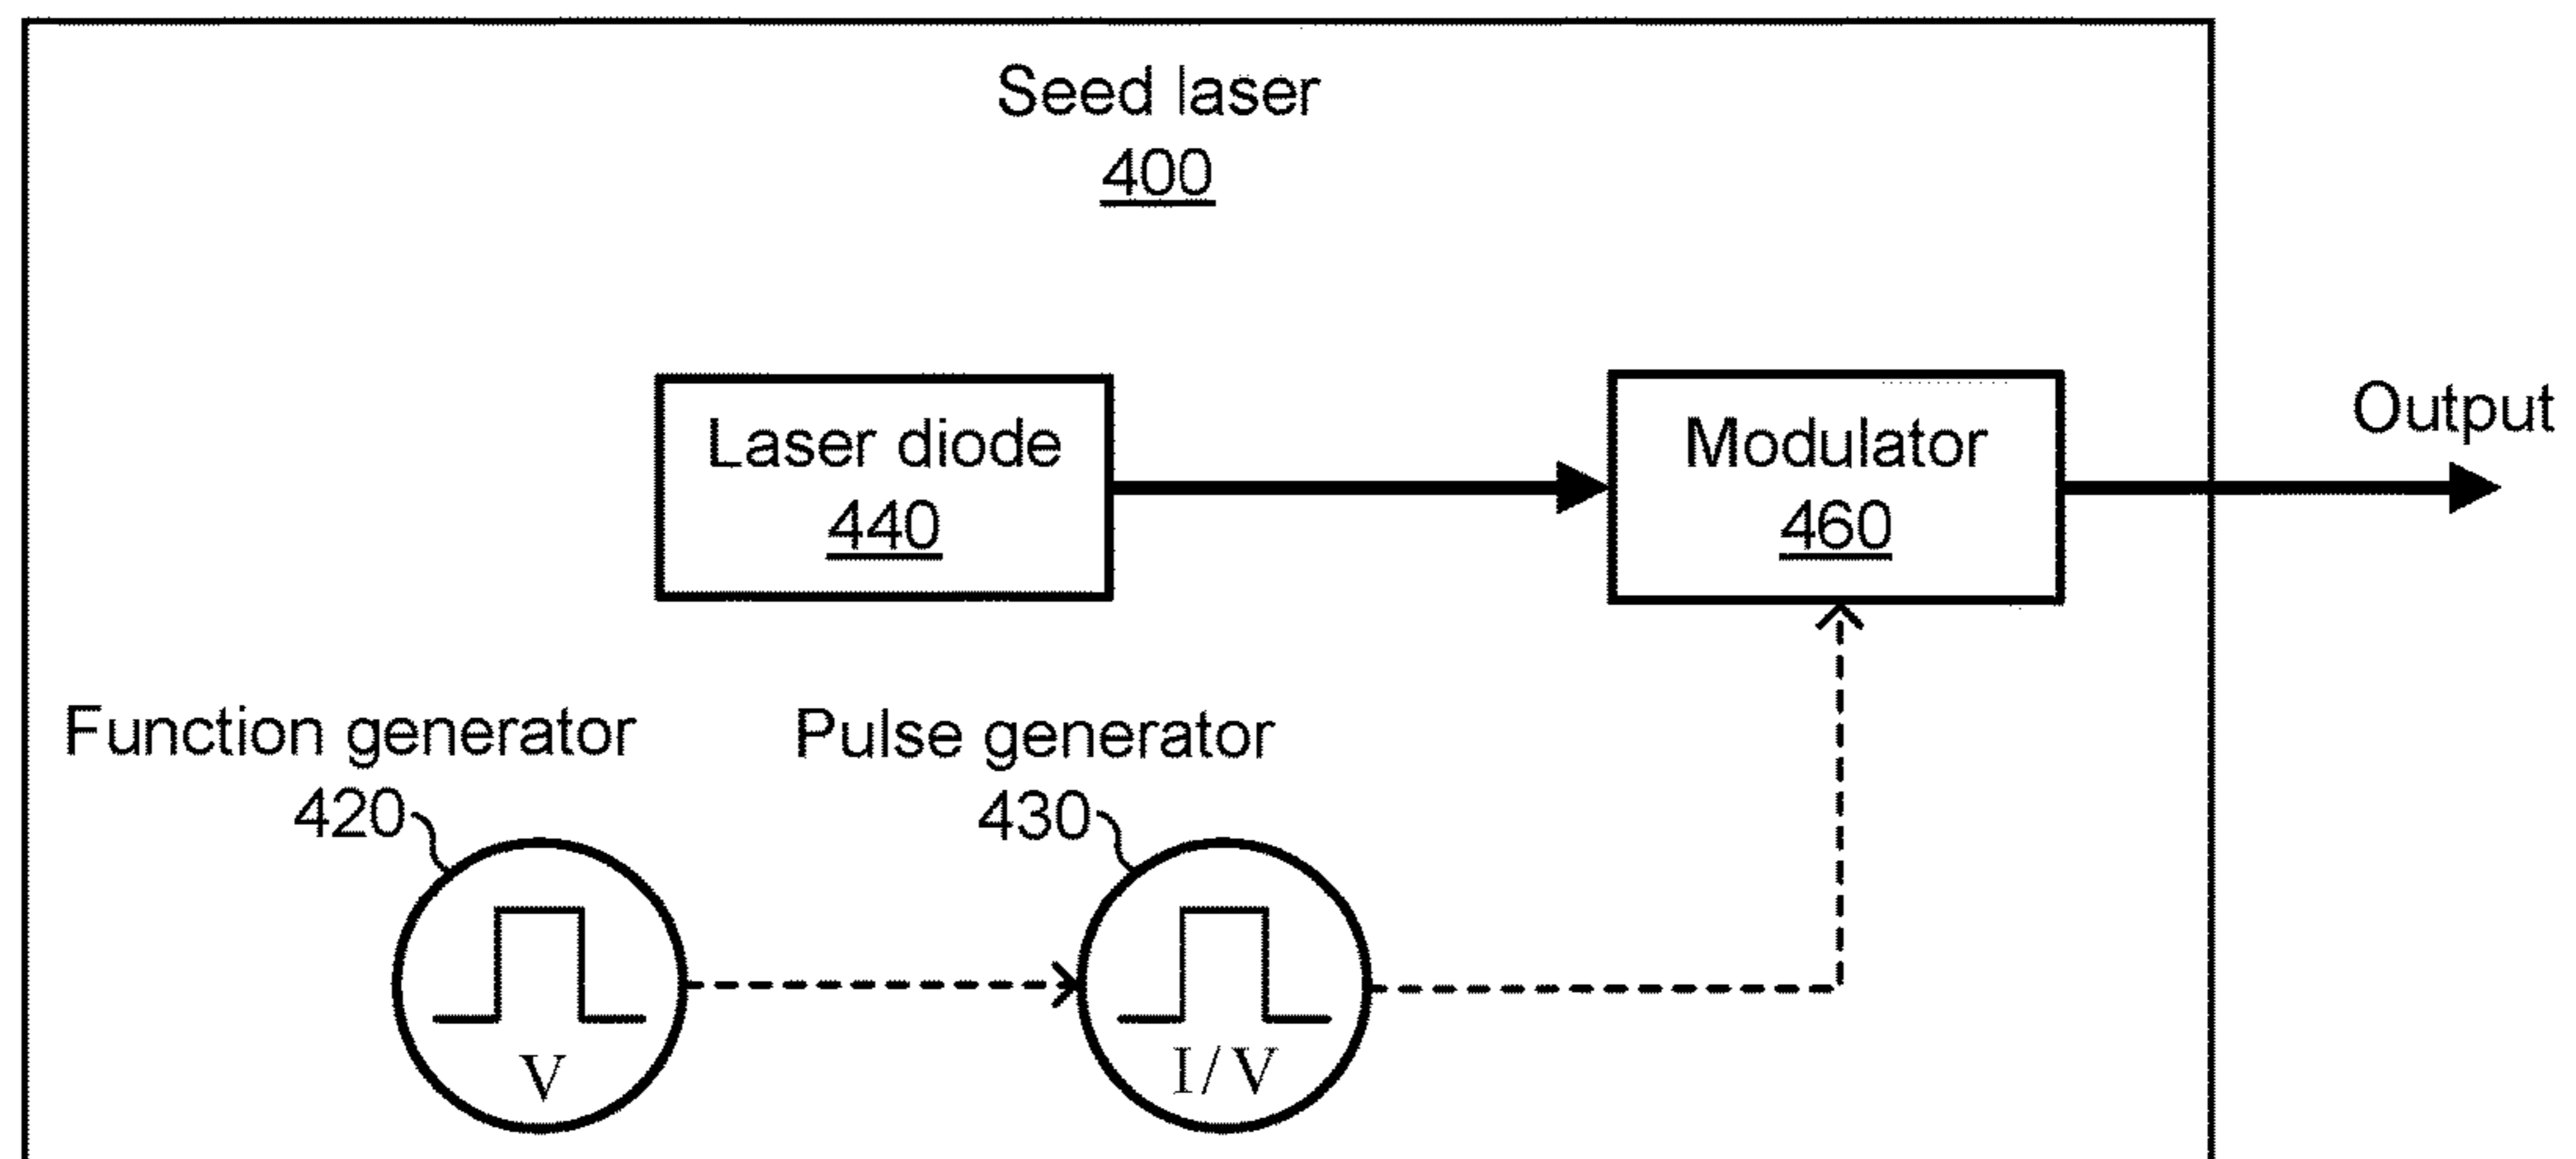 Seed laser
400
Laser diode
440
Modulator
460
Output
Function generator
420
Pulse generator
430
V
I/V